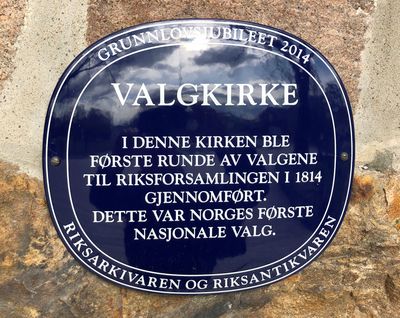 GRUNNLOVSJUBILEET 2014
VALGKIRKE
I DENNE KIRKEN BLE
FØRSTE RUNDE AV VALGENE
TIL RIKSFORSAMLINGEN I 1814
GJENNOMFØRT.
DETTE VAR NORGES FØRSTE
NASJONALE VALG.
RIKSARKIVAREN OG RIKSANTIKVAREN